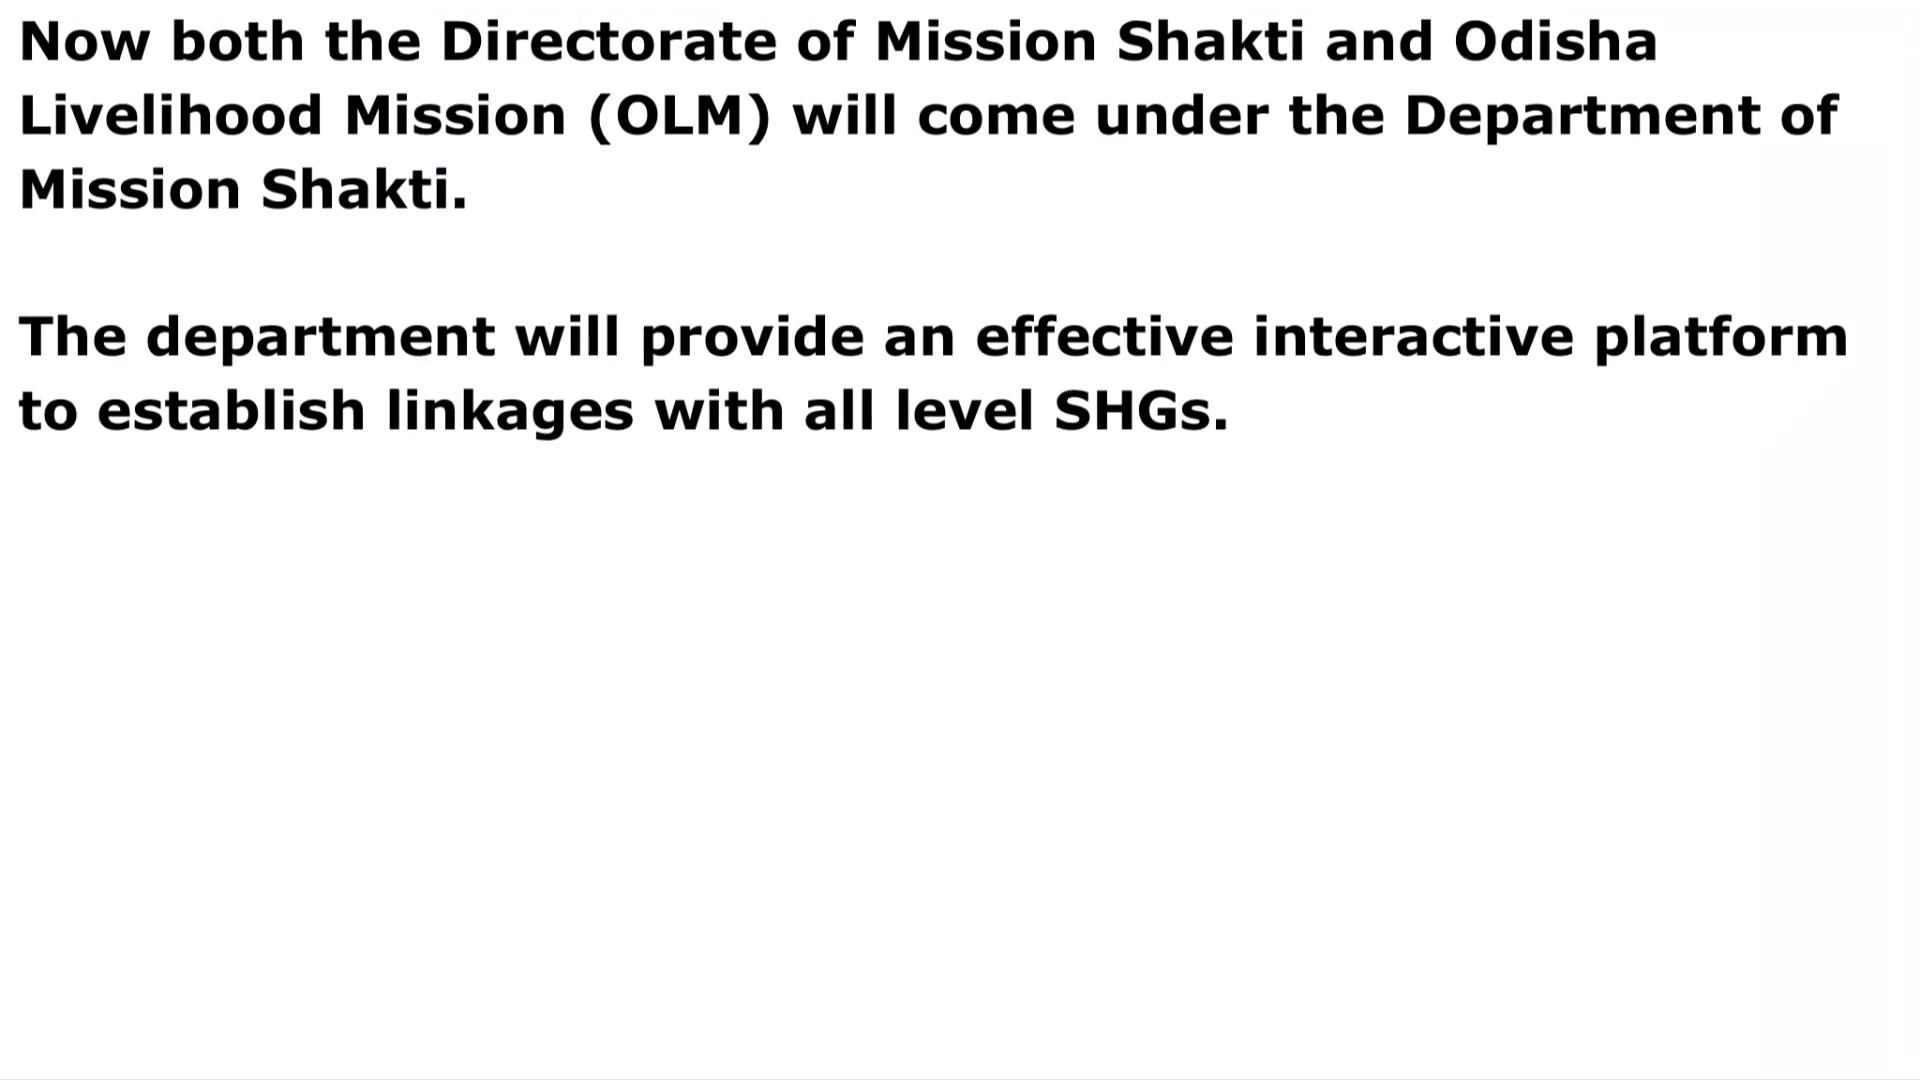 Now both the Directorate of Mission Shakti and Odisha
Livelihood Mission (OLM) will come under the Department of
Mission Shakti.
The department will provide an effective interactive platform
to establish linkages with all level SHGs.